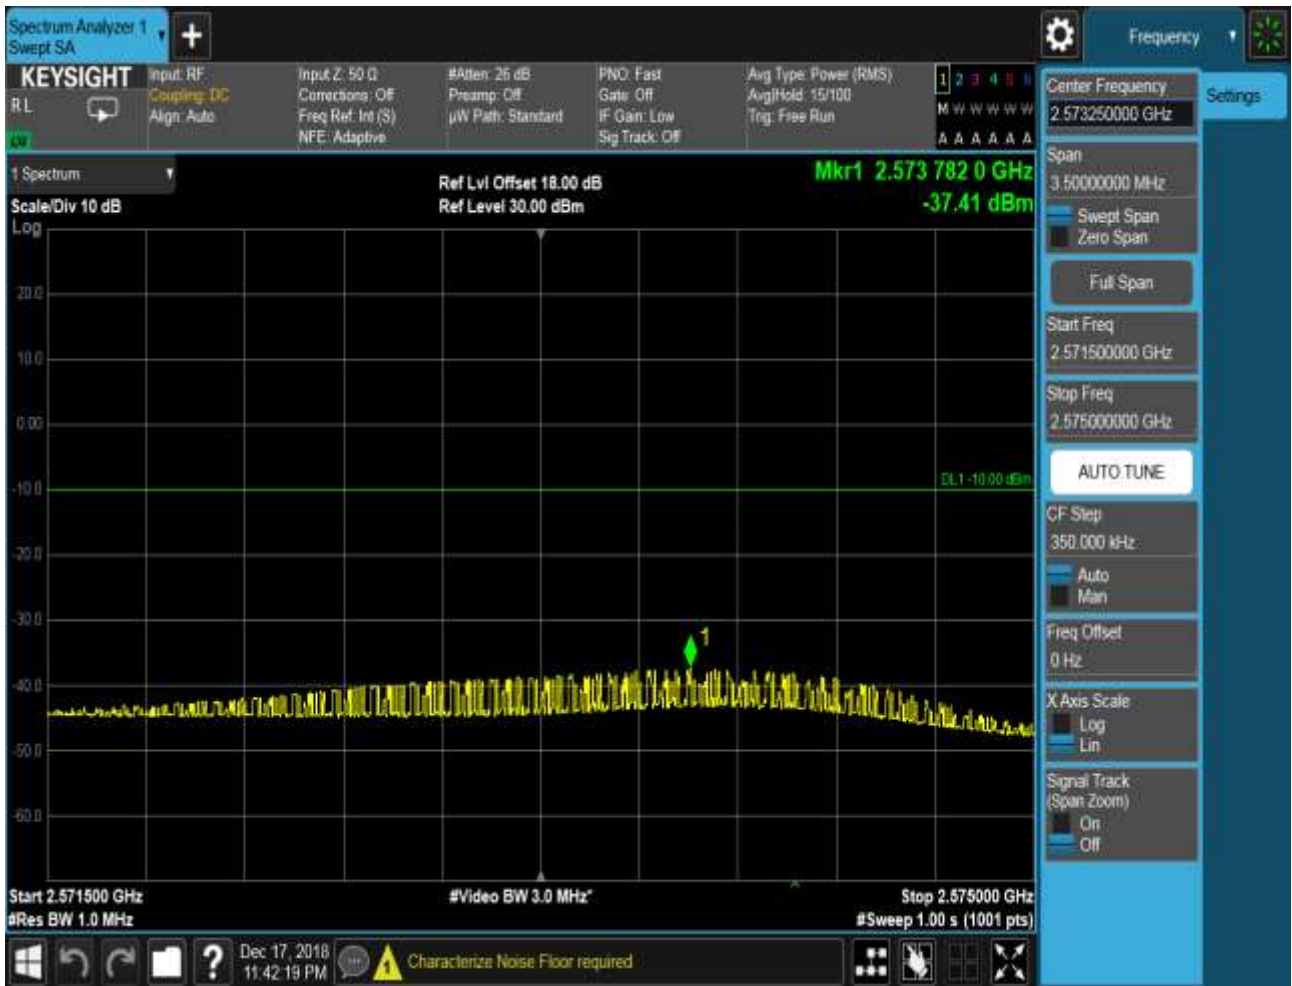 Spectrum Analyzer 1
Swept SA
Frequency
KEYSIGHT
RL
Input: RF
Coupling: DC
Align: Auto
Input Z: 50 Ω
Corrections: Off
Freq Ref: Int (S)
NFE: Adaptive
#Atten: 26 dB
Preamp: Off
µW Path: Standard
PNO: Fast
Gate: Off
IF Gain: Low
Sig Track: Off
Avg Type: Power (RMS)
Avg|Hold: 15/100
Trig: Free Run
1 2 3 4 5 6
M W W W W W
A A A A A A
1 Spectrum
Scale/Div 10 dB
Log
Ref Lvl Offset 18.00 dB
Ref Level 30.00 dBm
Mkr1 2.573 782 0 GHz
-37.41 dBm
20.0
10.0
0.00
-10.0
-20.0
-30.0
-40.0
-50.0
-60.0
DL1 -10.00 dBm
1
Start 2.571500 GHz
#Res BW 1.0 MHz
#Video BW 3.0 MHz*
Stop 2.575000 GHz
#Sweep 1.00 s (1001 pts)
Center Frequency
2.573250000 GHz
Settings
Span
3.50000000 MHz
Swept Span
Zero Span
Full Span
Start Freq
2.571500000 GHz
Stop Freq
2.575000000 GHz
AUTO TUNE
CF Step
350.000 kHz
Auto
Man
Freq Offset
0 Hz
X Axis Scale
Log
Lin
Signal Track
(Span Zoom)
On
Off
?
Dec 17, 2018
11:42:19 PM
1
Characterize Noise Floor required